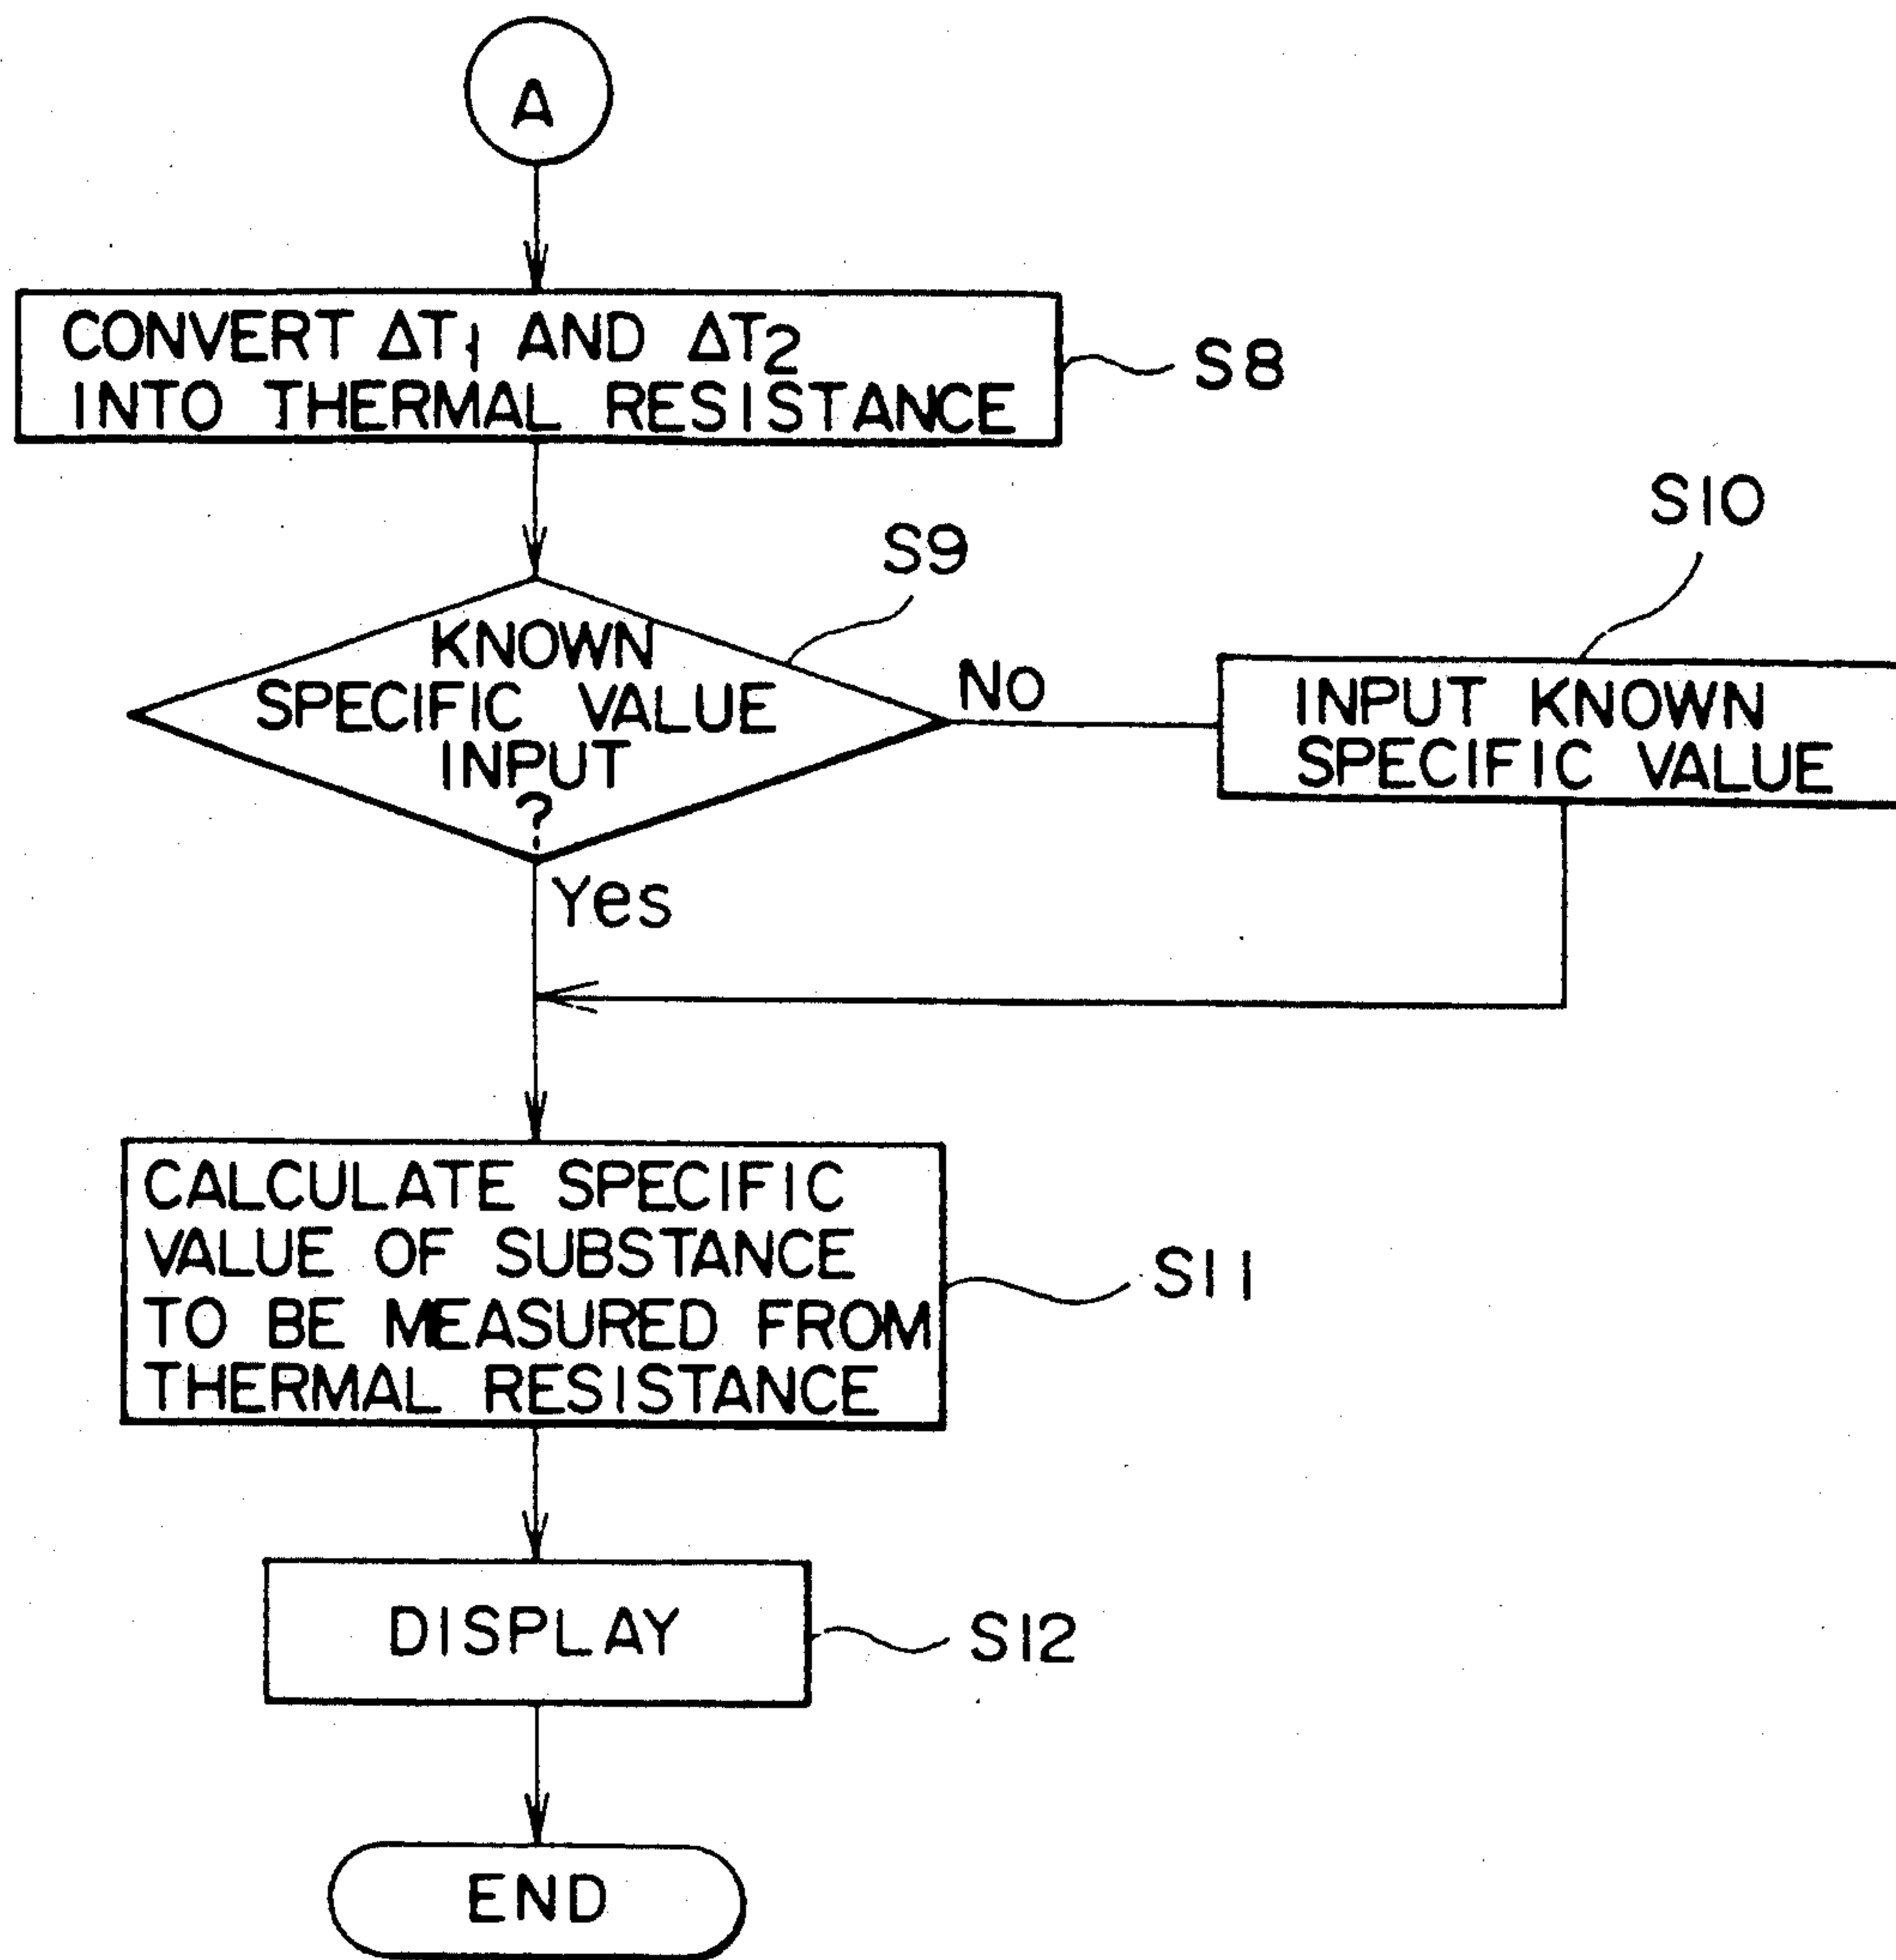 A
CONVERT ΔT1 AND ΔT2
INTO THERMAL RESISTANCE
S8
S9
S10
KNOWN
SPECIFIC VALUE
INPUT
?
NO
INPUT KNOWN
SPECIFIC VALUE
Yes
CALCULATE SPECIFIC
VALUE OF SUBSTANCE
TO BE MEASURED FROM
THERMAL RESISTANCE
S11
DISPLAY
S12
END